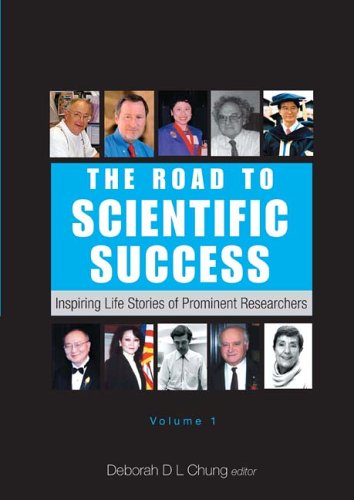 THE ROAD TO
SCIENTIFIC
SUCCESS
Inspiring Life Stories of Prominent Researchers
Volume 1
Deborah D L Chung editor